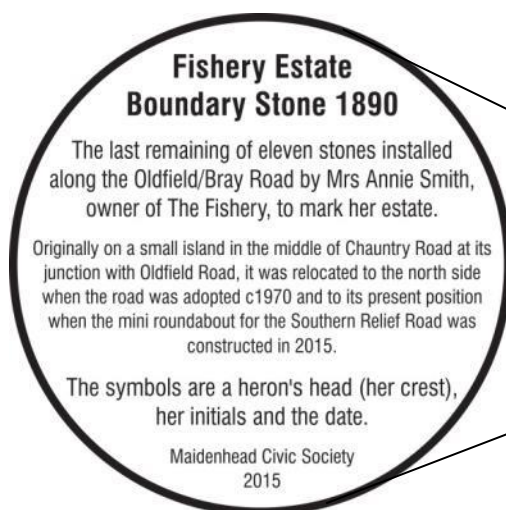 Fishery Estate
Boundary Stone 1890
The last remaining of eleven stones installed
along the Oldfield/Bray Road by Mrs Annie Smith,
owner of The Fishery, to mark her estate.
Originally on a small island in the middle of Chauntry Road at its
junction with Oldfield Road, it was relocated to the north side
when the road was adopted c1970 and to its present position
when the mini roundabout for the Southern Relief Road was
constructed in 2015.
The symbols are a heron's head (her crest),
her initials and the date.
Maidenhead Civic Society
2015